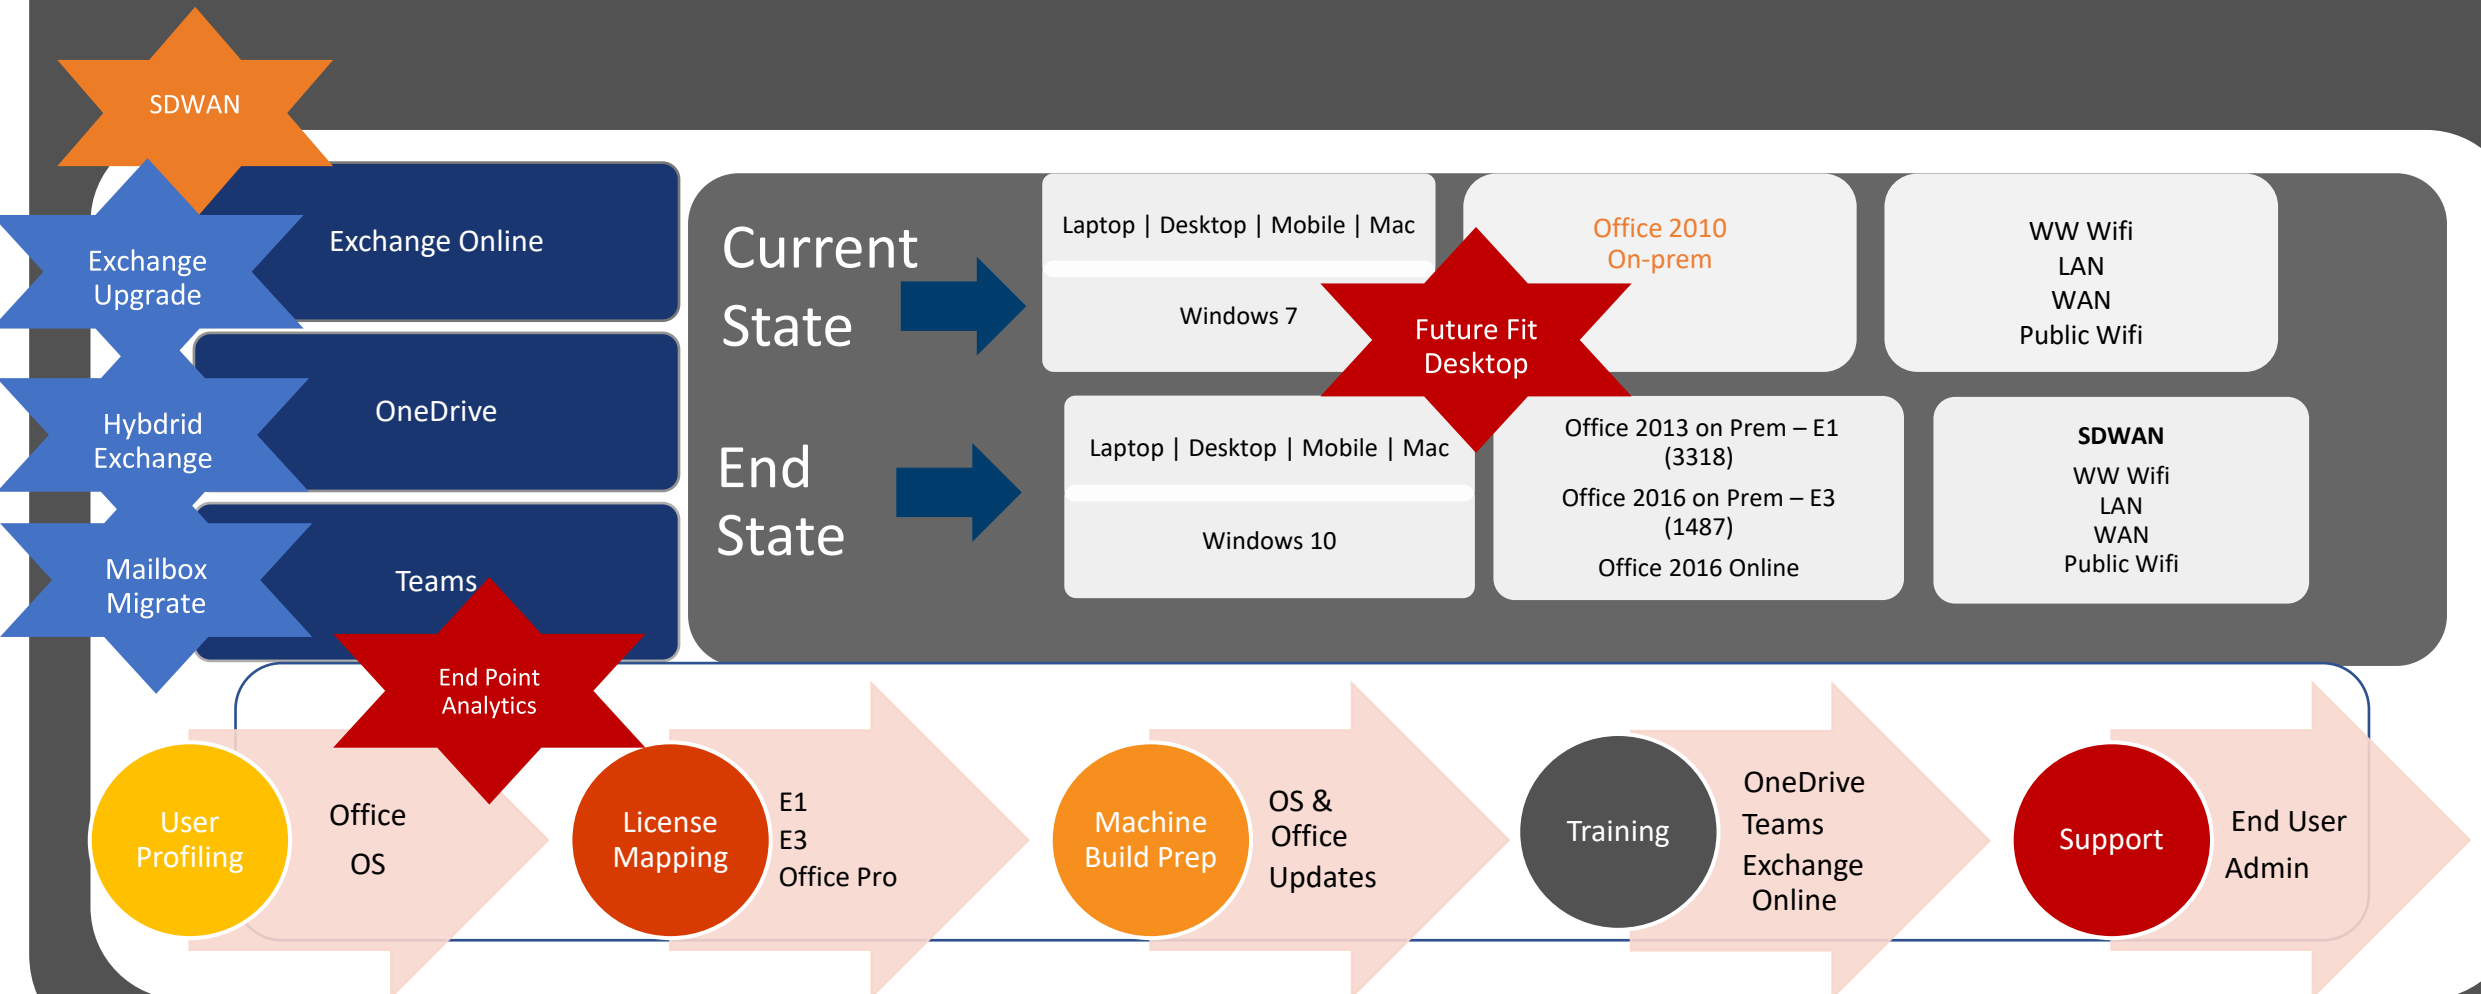 SDWAN
Exchange
Upgrade
Hybdrid
Exchange
Mailbox
Migrate
Exchange Online
OneDrive
Teams
End Point
Analytics
Current
State
Laptop | Desktop | Mobile | Mac
Windows 7
Office 2010
On-prem
WW Wifi
LAN
WAN
Public Wifi
Future Fit
Desktop
End
State
Laptop | Desktop | Mobile | Mac
Windows 10
Office 2013 on Prem – E1
(3318)
Office 2016 on Prem – E3
(1487)
Office 2016 Online
SDWAN
WW Wifi
LAN
WAN
Public Wifi
User
Profiling
Office
OS
License
Mapping
E1
E3
Office Pro
Machine
Build Prep
OS &
Office
Updates
Training
OneDrive
Teams
Exchange
Online
Support
End User
Admin